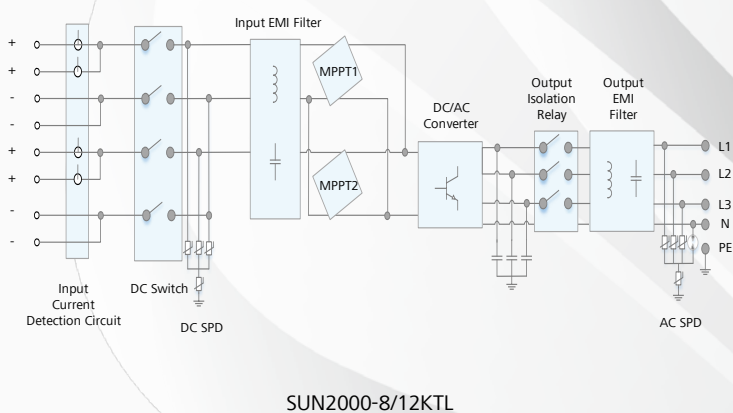 Input EMI Filter
+
+
-
-
+
+
-
-
MPPT1
MPPT2
DC/AC
Converter
Output
Isolation
Relay
Output
EMI
Filter
L1
L2
L3
N
PE
Input
Current
Detection Circuit
DC Switch
DC SPD
AC SPD
SUN2000-8/12KTL